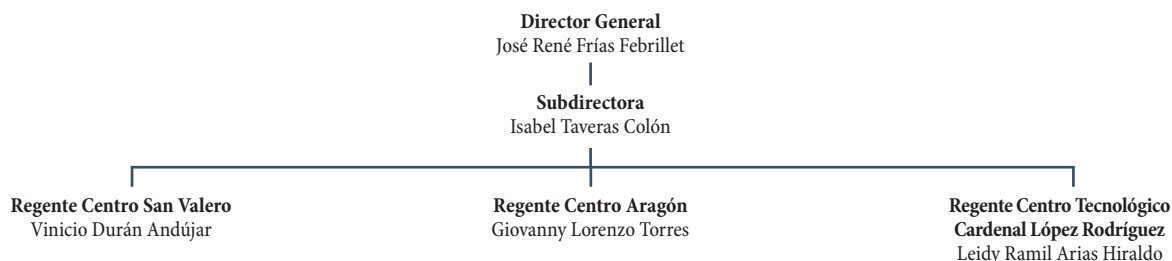 Director General
José René Frías Febrillet
Subdirectora
Isabel Taveras Colón
Regente Centro San Valero
Vinicio Durán Andújar
Regente Centro Aragón
Giovanny Lorenzo Torres
Regente Centro Tecnológico
Cardenal López Rodríguez
Leidy Ramil Arias Hiraldo